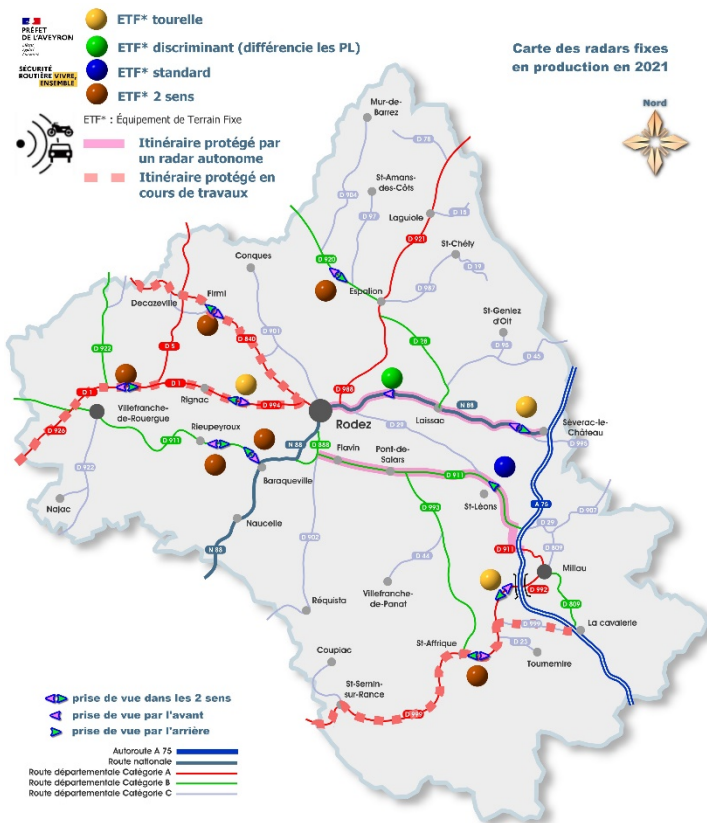 PRÉFET
DE L'AVEYRON
Liberté
Égalité
Fraternité
SÉCURITÉ
ROUTIÈRE VIVRE,
ENSEMBLE
ETF* tourelle
ETF* discriminant (différencie les PL)
ETF* standard
ETF* 2 sens
ETF* : Équipement de Terrain Fixe
Itinéraire protégé par
un radar autonome
Itinéraire protégé en
cours de travaux
Carte des radars fixes
en production en 2021
Nord
Mur-de-
Barrez
D 75
St-Amans-
des-Côts
D 904
D 97
Laguiole
D 15
D 921
Conques
D 920
St-Chély
D 19
D 987
Espalion
Firmi
Decazeville
St-Geniez
d'Olt
D 901
D 840
D 28
D 95
D 45
D 922
D 5
D 988
D 1
D 1
Rignac
D 994
Rodez
Laissac
N 88
Séverac-le-
Château
D 995
Villefranche-
de-Rouergue
D 926
D 911
Rieupeyroux
N 88
D 888
D 29
Flavin
Pont-de-
Salars
D 911
Baraqueville
D 922
St-Léons
A 75
D 907
D 29
Najac
Naucelle
D 993
D 911
D 809
N 88
D 902
D 44
Millau
D 992
Réquista
Villefranche-
de-Panat
D 809
D 999
La cavalerie
Coupiac
St-Affrique
D 23
Tournemire
St-Sernin
-sur-Rance
D 999
prise de vue dans les 2 sens
prise de vue par l'avant
prise de vue par l'arrière
Autoroute A 75
Route nationale
Route départementale Catégorie A
Route départementale Catégorie B
Route départementale Catégorie C